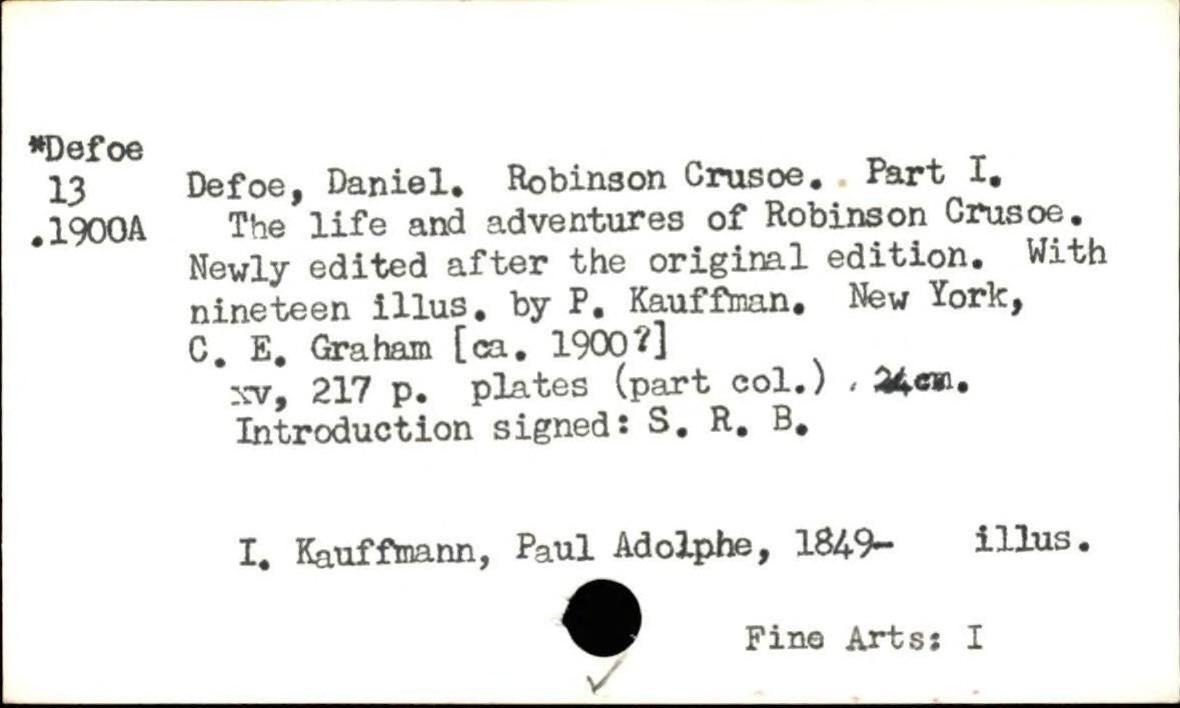 *Defoe
13
.1900A
Defoe, Daniel. Robinson Crusoe. Part I.
The life and adventures of Robinson Crusoe.
Newly edited after the original edition. With
nineteen illus. by P. Kauffman. New York,
C. E. Graham [ca. 1900?]
xv, 217 p. plates (part col.) 24cm.
Introduction signed: S. R. B.
I. Kauffmann, Paul Adolphe, 1849- illus.
Fine Arts: I